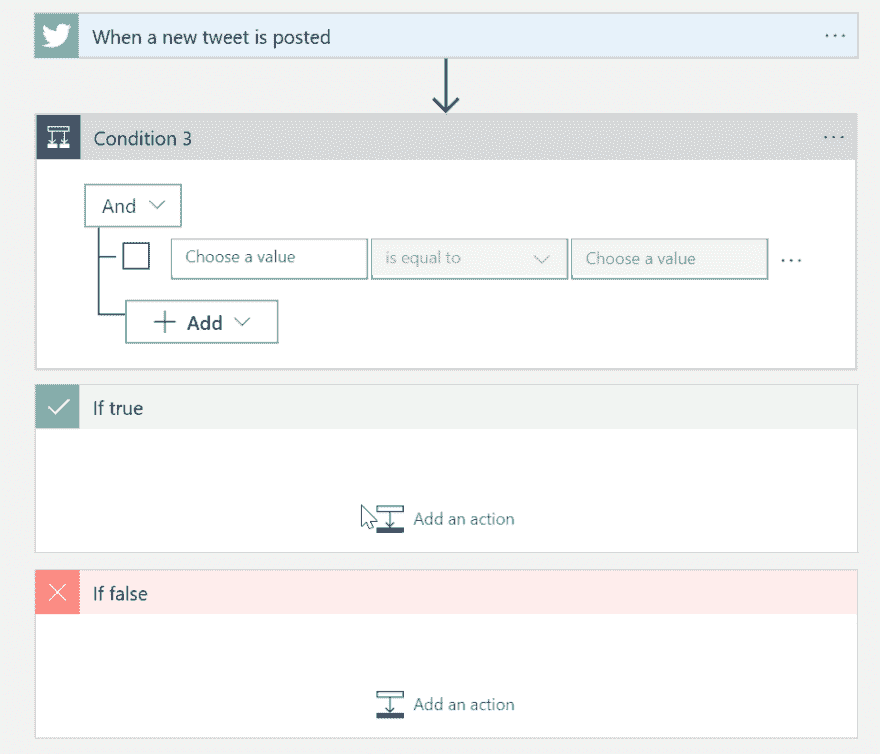 When a new tweet is posted
Condition 3
And
Choose a value is equal to Choose a value
Add
If true
Add an action
If false
Add an action